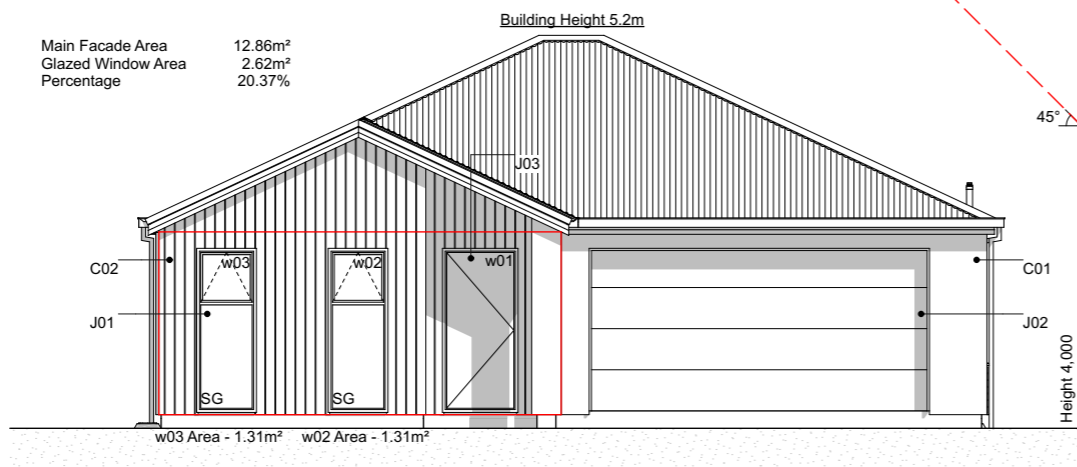 Building Height 5.2m
Main Facade Area 12.86m²
Glazed Window Area 2.62m²
Percentage 20.37%
45°
J03
w03
w02
w01
C02
C01
J01
J02
SG
SG
Height 4,000
w03 Area - 1.31m²
w02 Area - 1.31m²